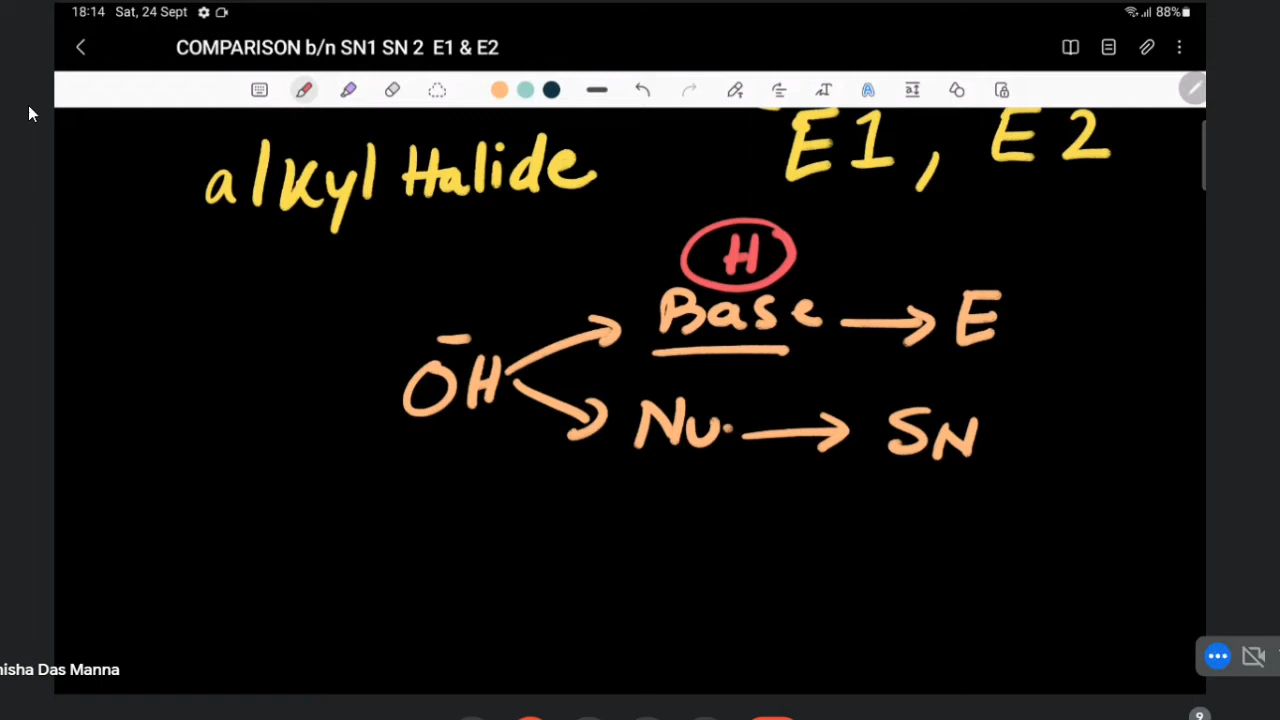 18:14 Sat, 24 Sept 88%
COMPARISON b/n SN1 SN 2 E1 & E2
E1, E2
alkyl Halide
H
Base → E
OH⁻
Nu. → SN
nisha Das Manna
9